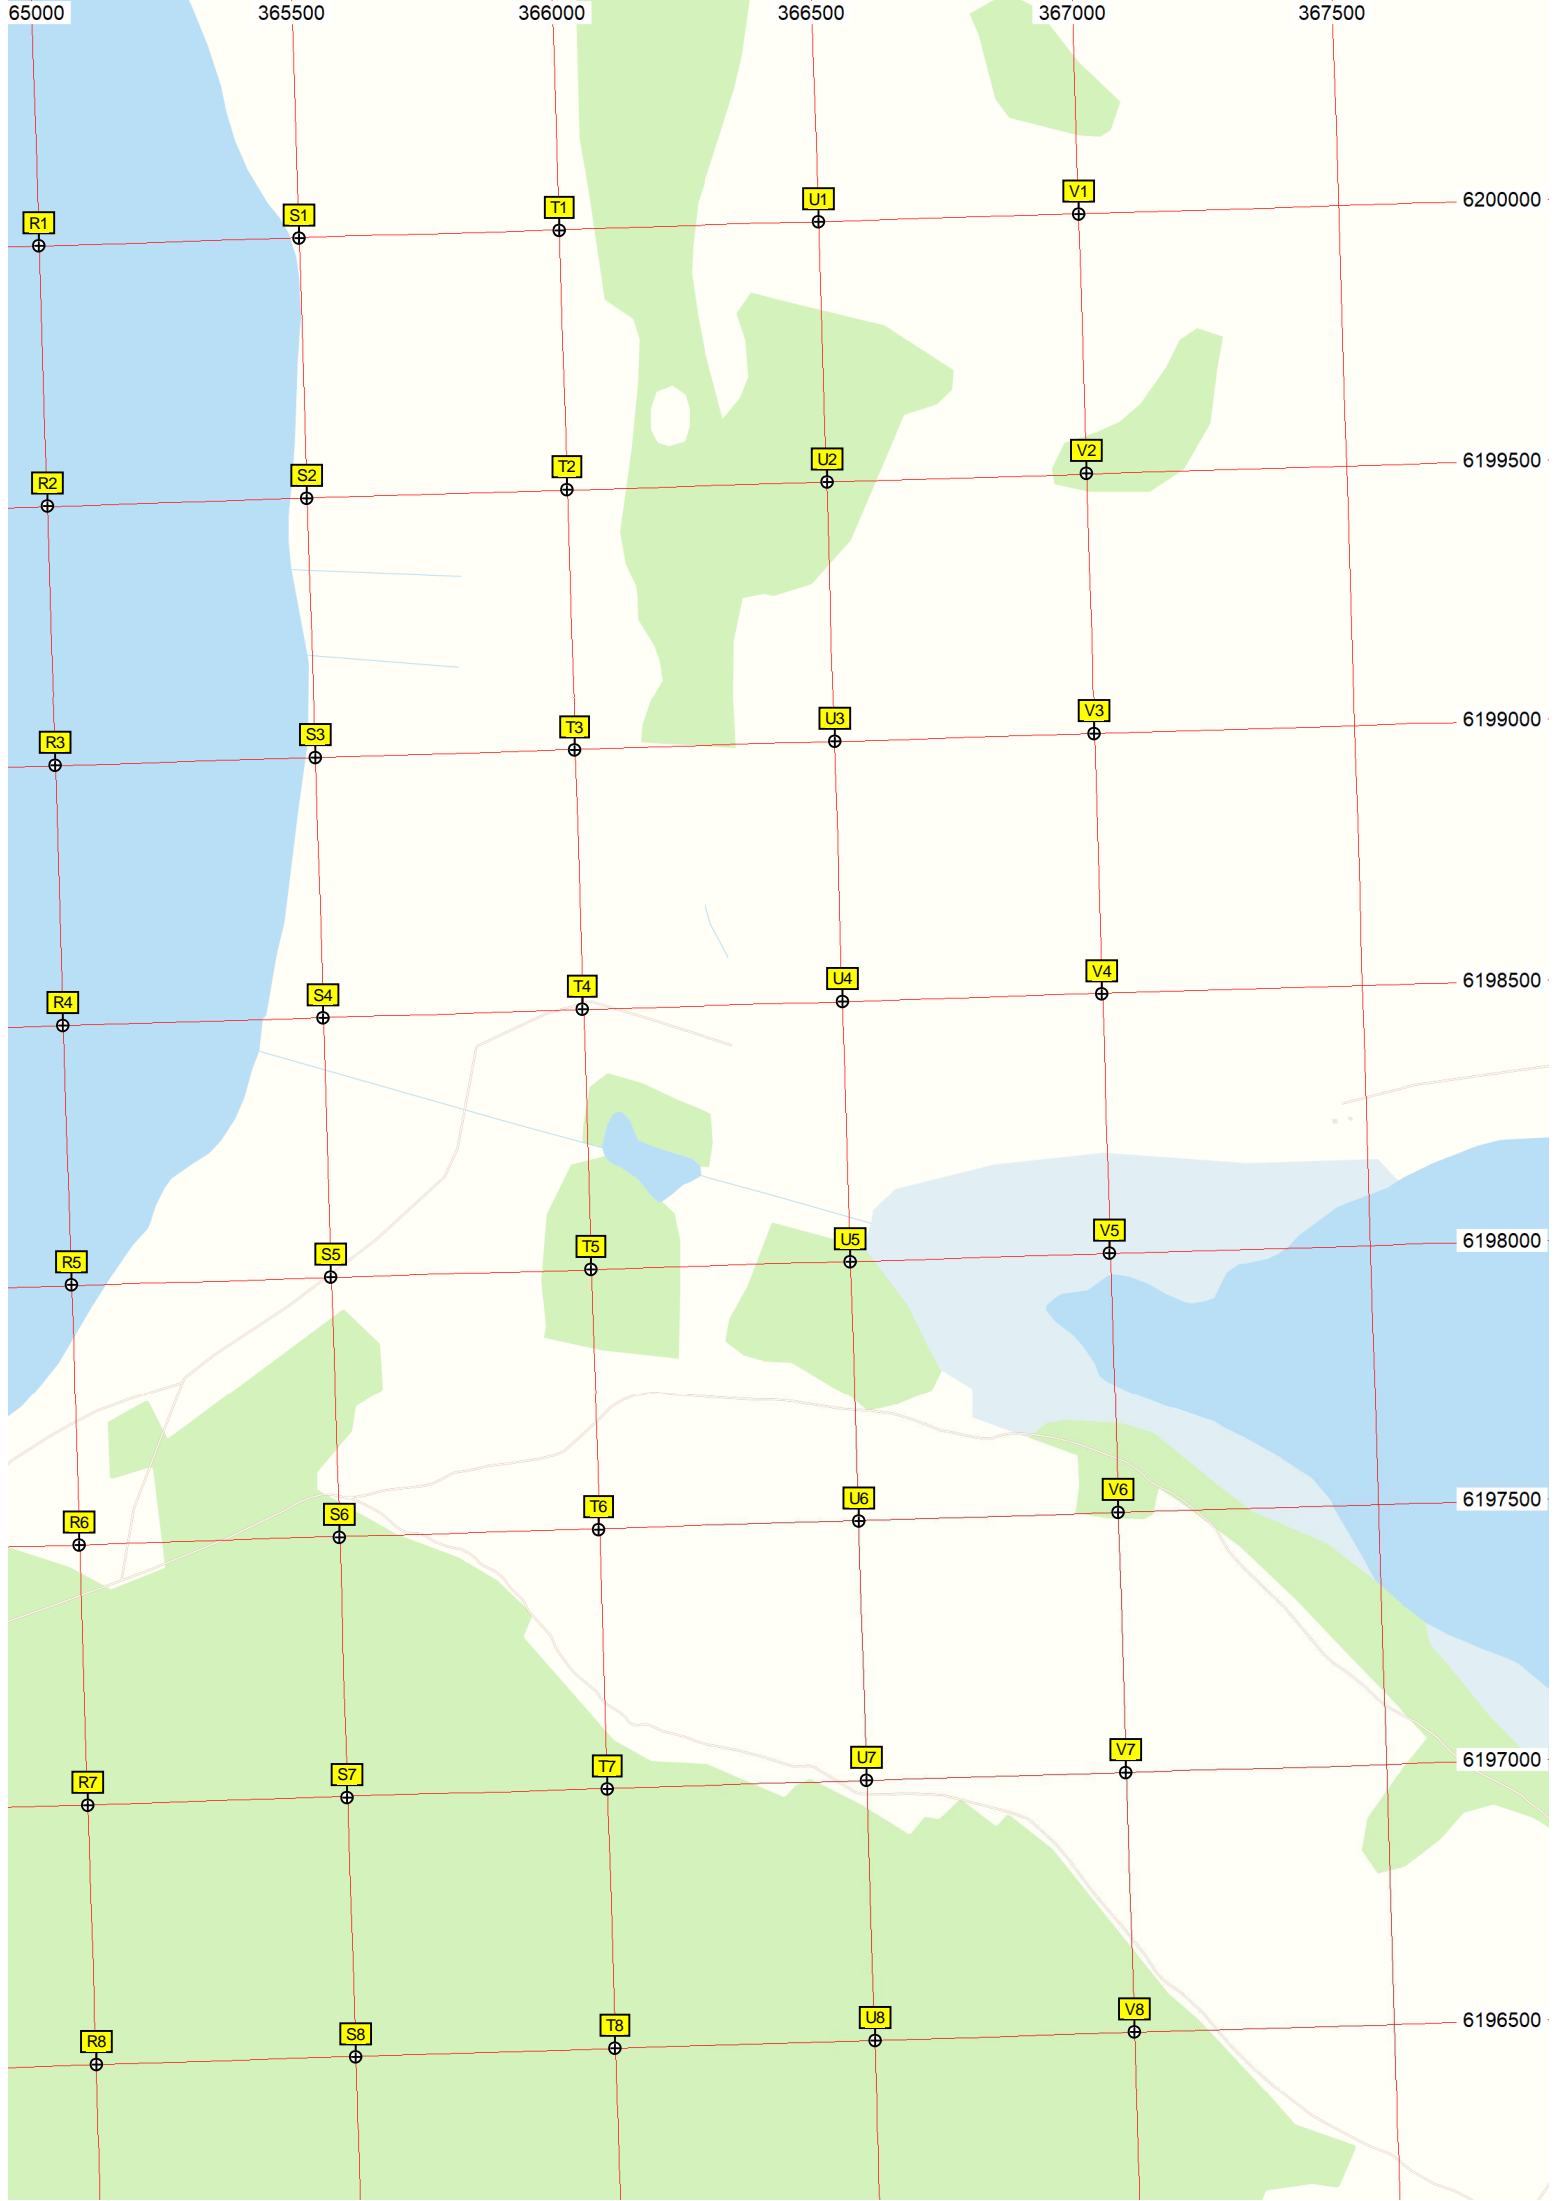 65000 365500 366000 366500 367000 367500
6200000
R1 S1 T1 U1 V1
6199500
R2 S2 T2 U2 V2
6199000
R3 S3 T3 U3 V3
6198500
R4 S4 T4 U4 V4
6198000
R5 S5 T5 U5 V5
6197500
R6 S6 T6 U6 V6
6197000
R7 S7 T7 U7 V7
6196500
R8 S8 T8 U8 V8